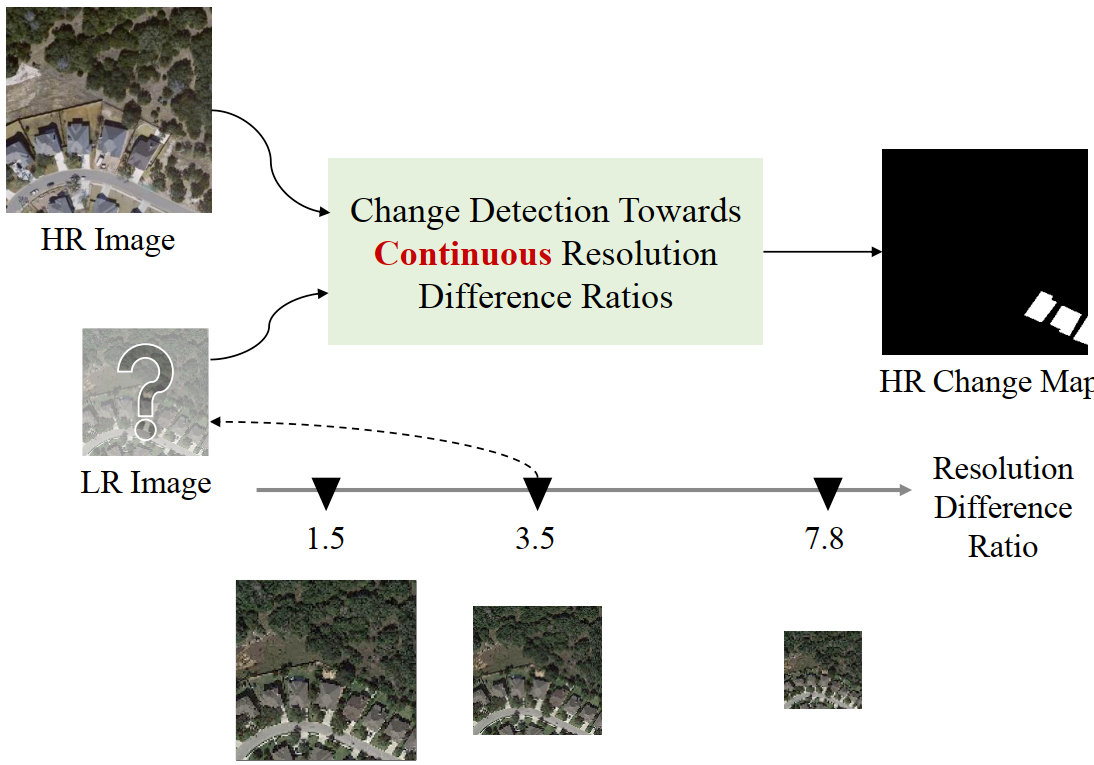 HR Image
Change Detection Towards
Continuous Resolution
Difference Ratios
HR Change Map
?
LR Image
Resolution
Difference
Ratio
1.5
3.5
7.8